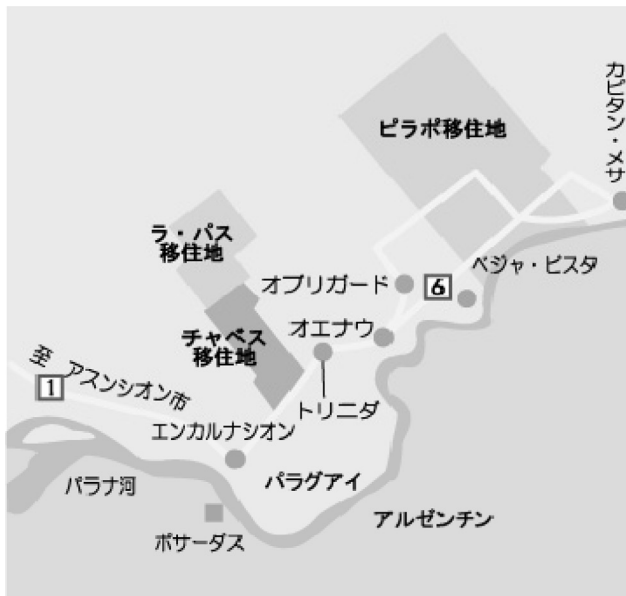 カピタン・メサ
ピラポ移住地
ラ・パス
移住地
ベジャ・ビスタ
オブリガード
6
オエナウ
チャベス
移住地
至 アスンシオン市
1
トリニダ
エンカルナシオン
パラナ河
パラグアイ
アルゼンチン
ポサーダス